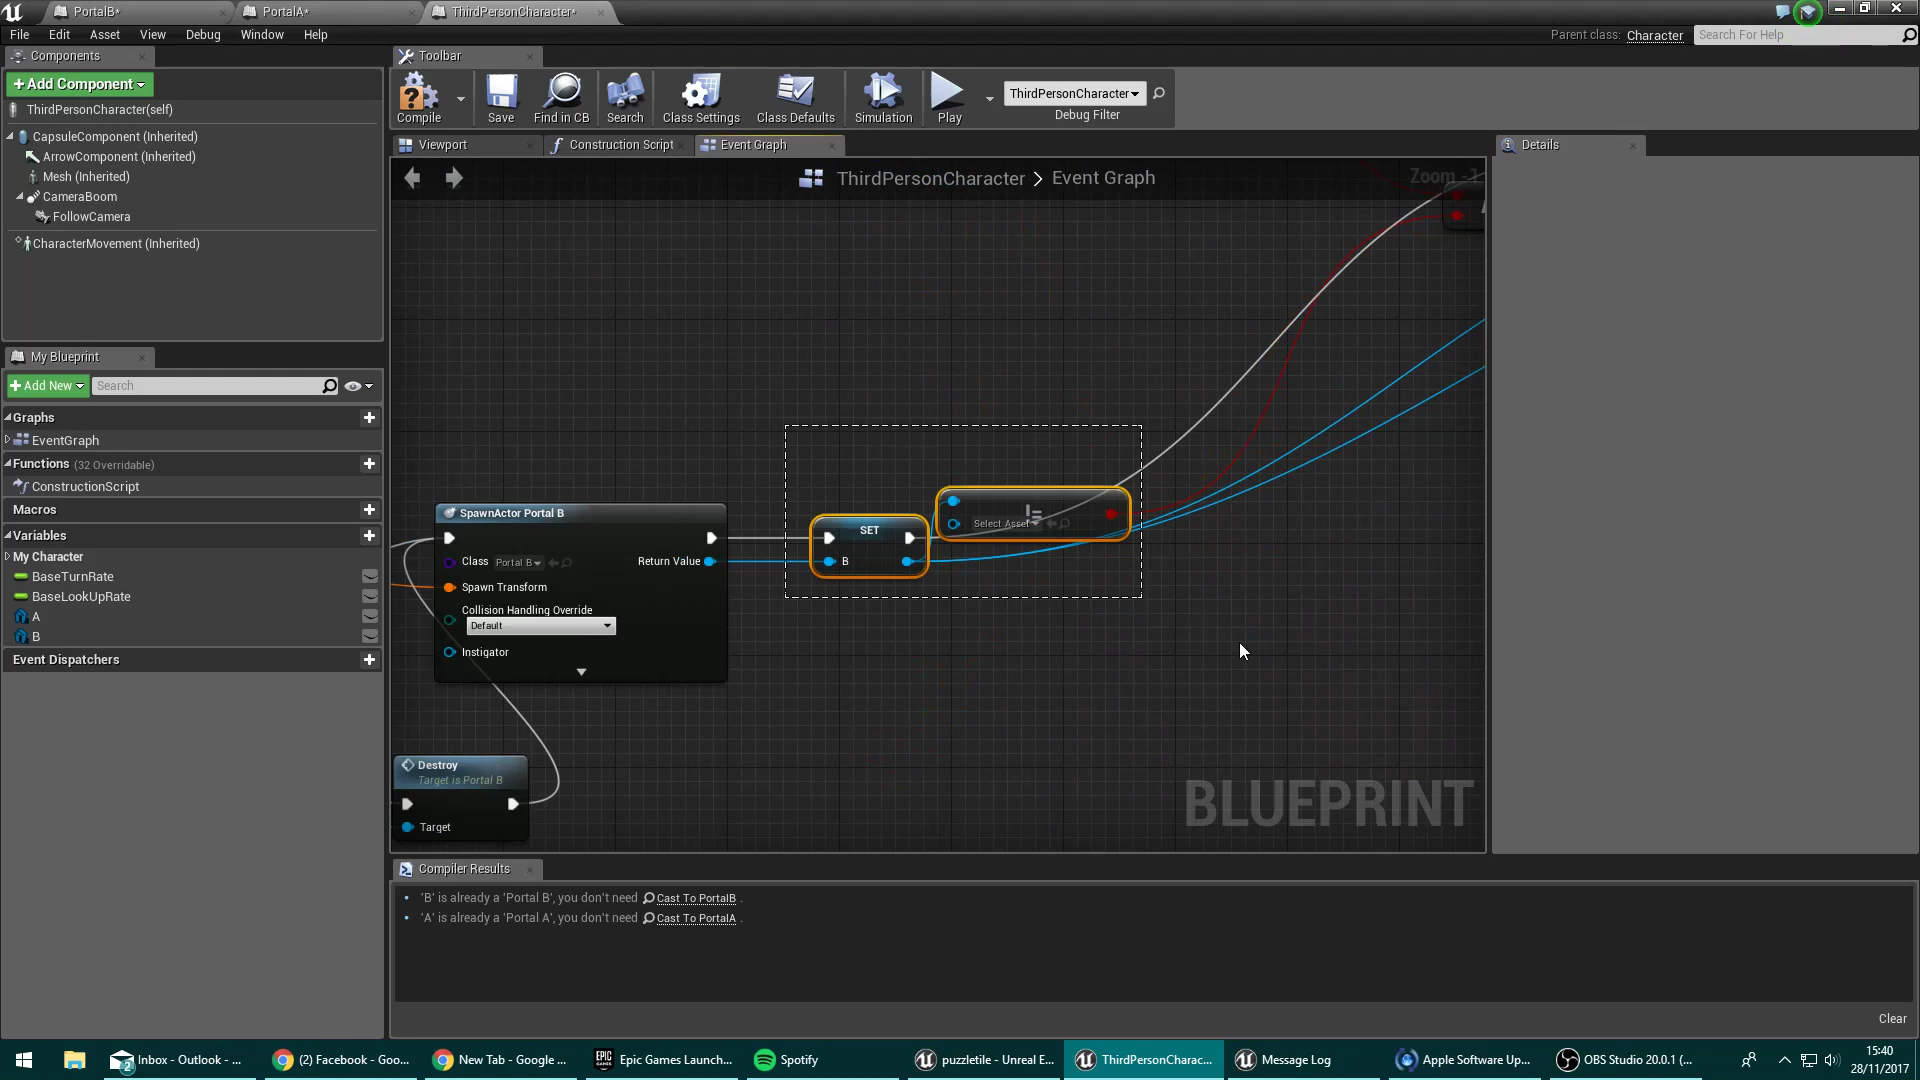 PortalB*
PortalA*
ThirdPersonCharacter*
File Edit Asset View Debug Window Help
Parent class: Character
Search For Help
Components
Toolbar
+Add Component
ThirdPersonCharacter(self)
CapsuleComponent (Inherited)
ArrowComponent (Inherited)
Mesh (Inherited)
CameraBoom
FollowCamera
CharacterMovement (Inherited)
Compile
Save
Find in CB
Search
Class Settings
Class Defaults
Simulation
Play
ThirdPersonCharacter
Debug Filter
Viewport
Construction Script
Event Graph
Details
ThirdPersonCharacter > Event Graph
Zoom -1
My Blueprint
+Add New
Search
Graphs
EventGraph
Functions (32 Overridable)
ConstructionScript
Macros
Variables
My Character
BaseTurnRate
BaseLookUpRate
A
B
Event Dispatchers
SpawnActor Portal B
Class Portal B
Return Value
Spawn Transform
Collision Handling Override
Default
Instigator
SET
B
!=
Select Asset
Destroy
Target is Portal B
Target
BLUEPRINT
Compiler Results
'B' is already a 'Portal B', you don't need Cast To PortalB .
'A' is already a 'Portal A', you don't need Cast To PortalA .
Clear
2
Inbox - Outlook - ...
(2) Facebook - Goo...
New Tab - Google ...
EPIC GAMES
Epic Games Launch...
Spotify
puzzletile - Unreal E...
ThirdPersonCharac...
Message Log
Apple Software Up...
OBS Studio 20.0.1 (...
15:40
28/11/2017